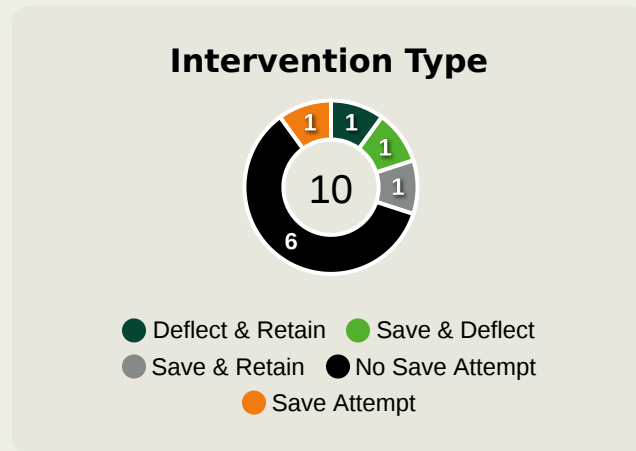 Intervention Type
1 1
1
1
10
6
Deflect & Retain Save & Deflect
Save & Retain No Save Attempt
Save Attempt